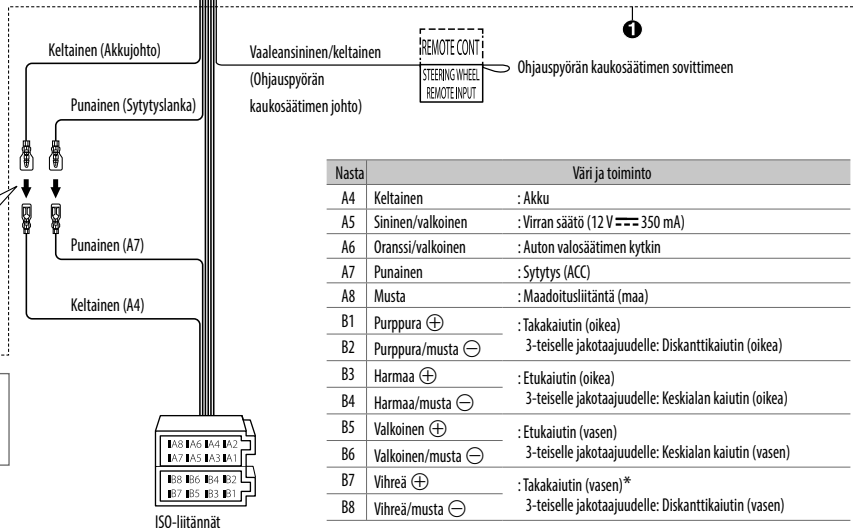 ❶
Keltainen (Akkujohto)
Vaaleansininen/keltainen
(Ohjauspyörän
kaukosäätimen johto)
REMOTE CONT
STEERING WHEEL
REMOTE INPUT
Ohjauspyörän kaukosäätimen sovittimeen
Punainen (Sytytyslanka)
Punainen (A7)
Keltainen (A4)
A8 A6 A4 A2
A7 A5 A3 A1
B8 B6 B4 B2
B7 B5 B3 B1
ISO-liitännät
Nasta Väri ja toiminto
A4 Keltainen : Akku
A5 Sininen/valkoinen : Virran säätö (12 V ⎓ 350 mA)
A6 Oranssi/valkoinen : Auton valosäätimen kytkin
A7 Punainen : Sytytys (ACC)
A8 Musta : Maadoitusliitäntä (maa)
B1 Purppura ⊕ : Takakaiutin (oikea)
B2 Purppura/musta ⊖ 3-teiselle jakotaajuudelle: Diskanttikaiutin (oikea)
B3 Harmaa ⊕ : Etukaiutin (oikea)
B4 Harmaa/musta ⊖ 3-teiselle jakotaajuudelle: Keskialan kaiutin (oikea)
B5 Valkoinen ⊕ : Etukaiutin (vasen)
B6 Valkoinen/musta ⊖ 3-teiselle jakotaajuudelle: Keskialan kaiutin (vasen)
B7 Vihreä ⊕ : Takakaiutin (vasen)*
B8 Vihreä/musta ⊖ 3-teiselle jakotaajuudelle: Diskanttikaiutin (vasen)